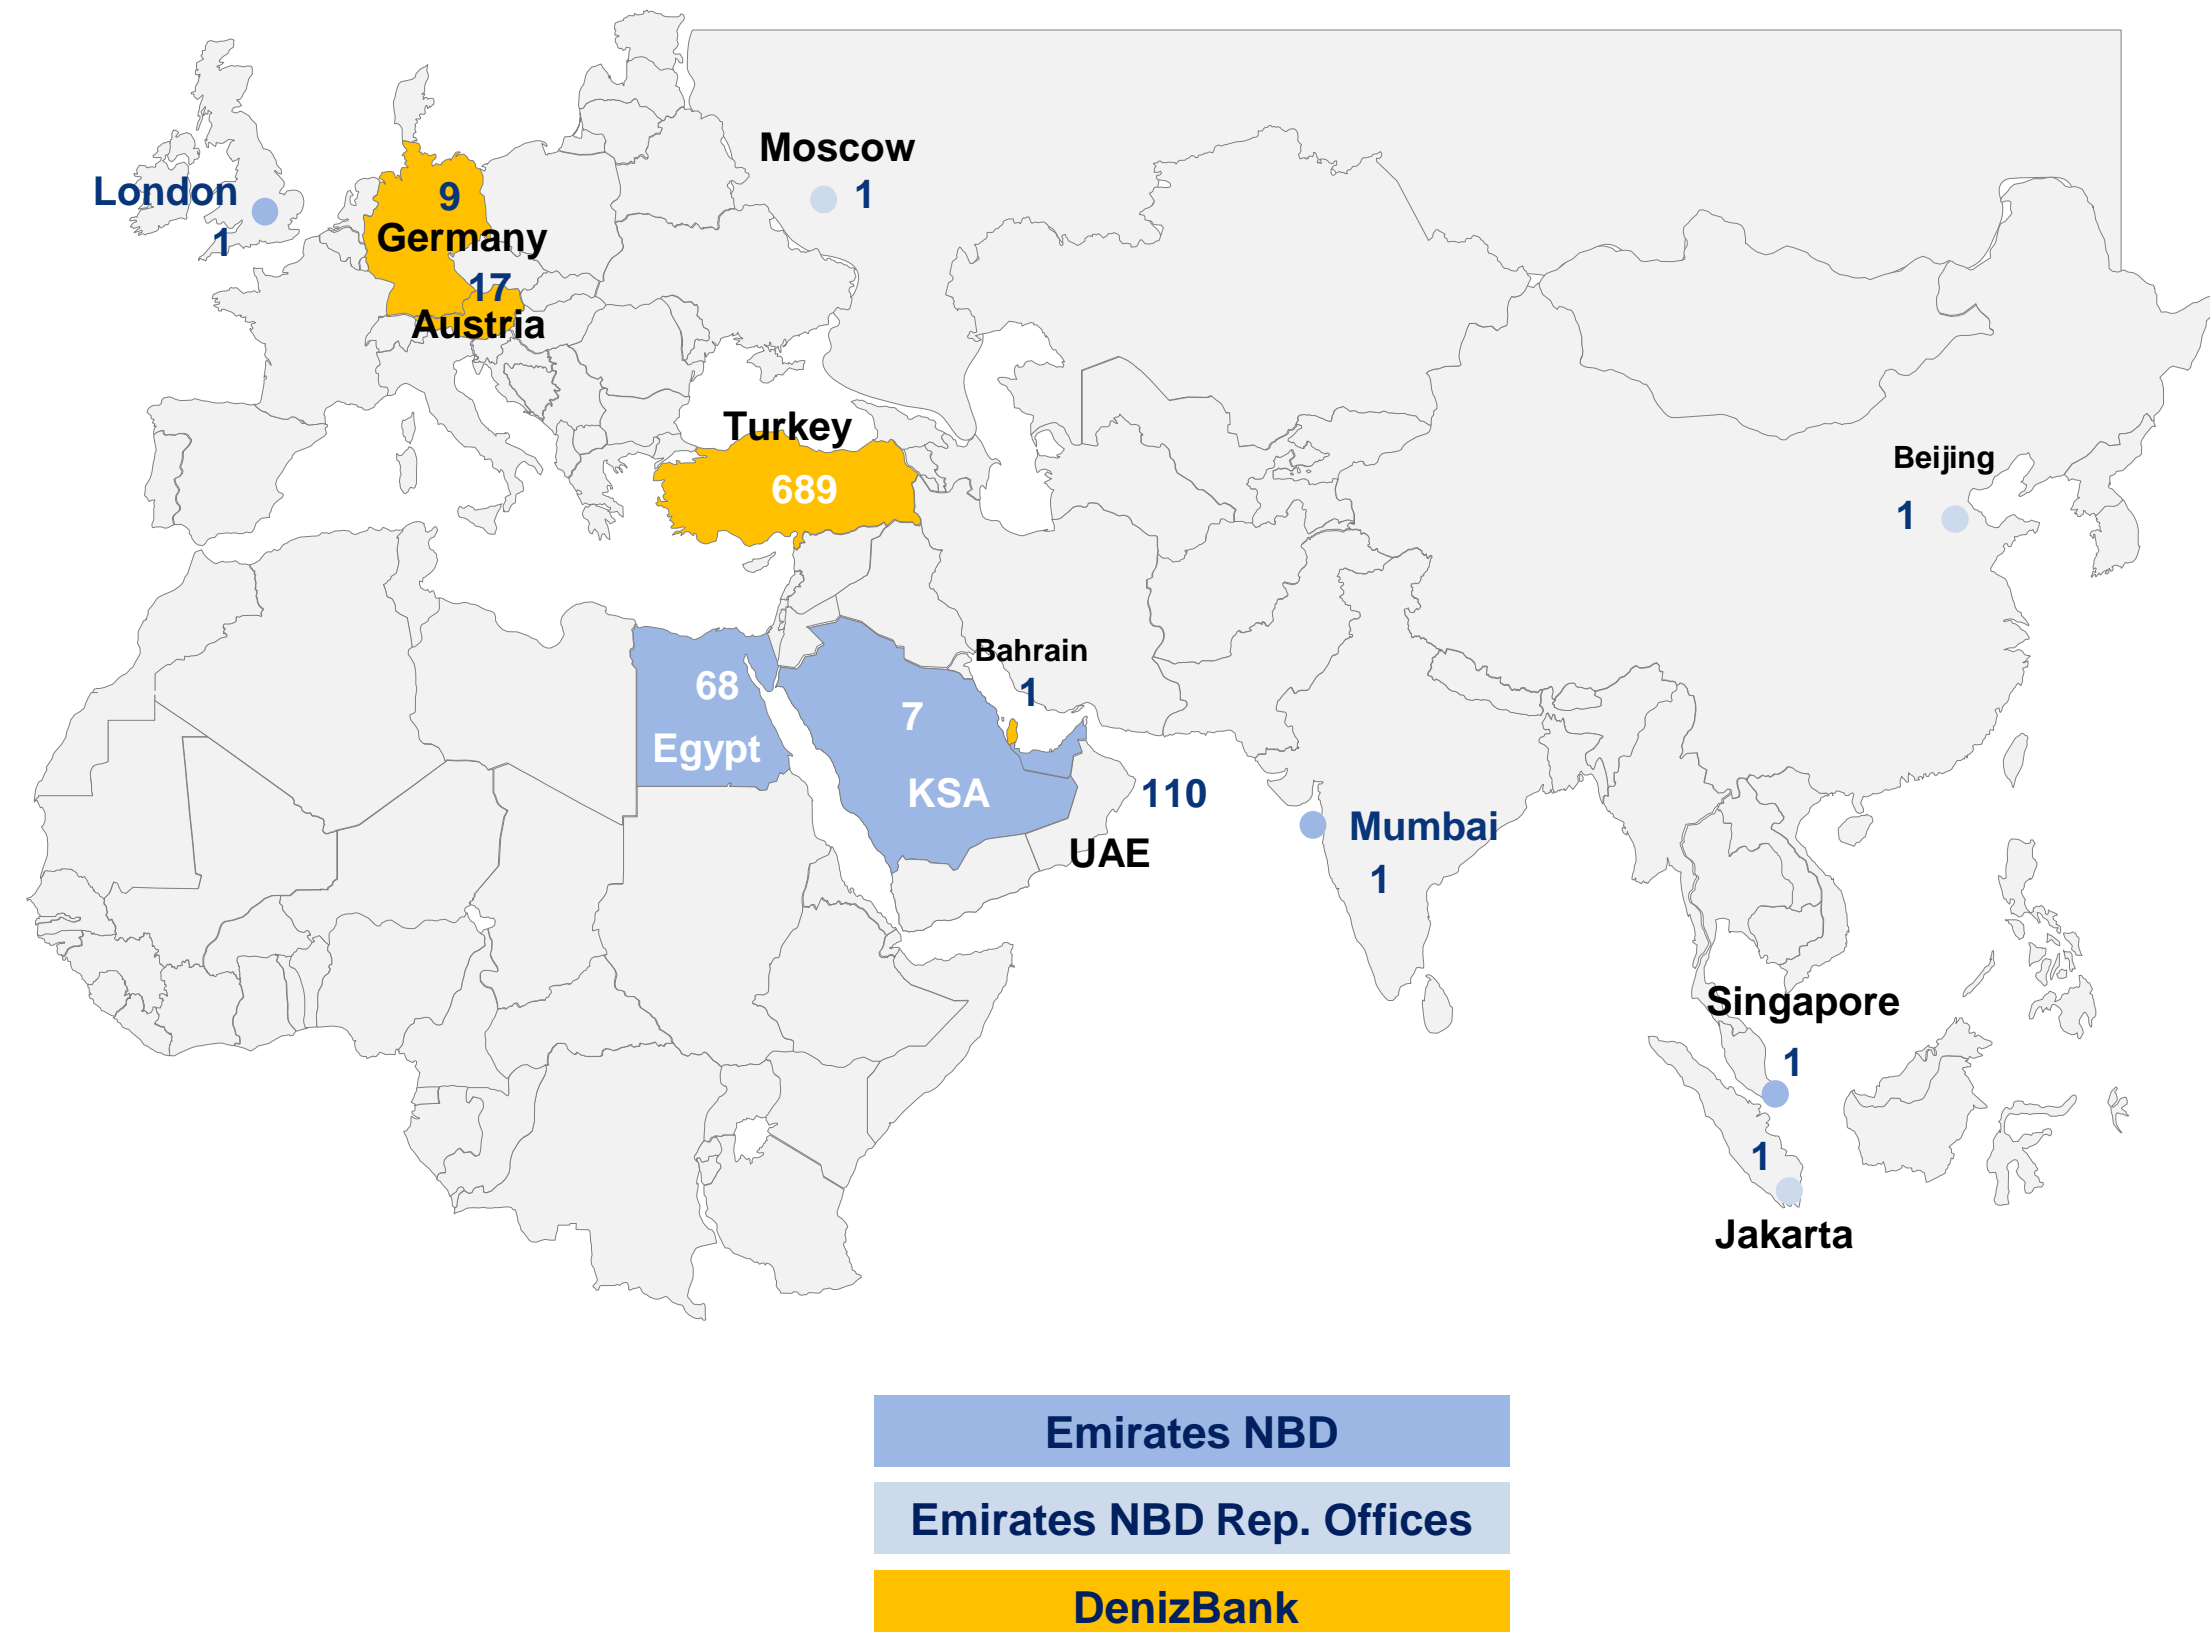 Moscow
1
London
1
9
Germany
17
Austria
Turkey
689
Beijing
1
Bahrain
1
68
Egypt
7
KSA
110
UAE
Mumbai
1
Singapore
1
1
Jakarta
Emirates NBD
Emirates NBD Rep. Offices
DenizBank